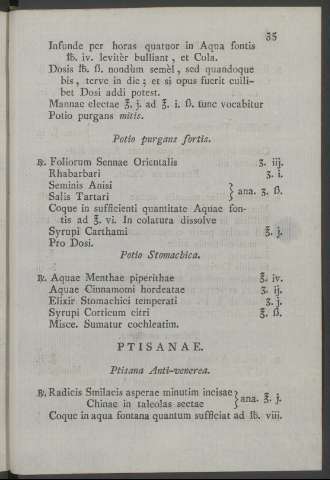 35
Infunde per horas quatuor in Aqua fontis
℔. iv. levitèr bulliant, et Cola.
Dosis ℔. ß. nondùm semèl, sed quandoque
bis, terve in die; et si opus fuerit cuili-
bet Dosi addi potest.
Mannae electae ℥. j. ad ℥. i. ß. tunc vocabitur
Potio purgans mitis.
Potio purgans fortis.
℞. Foliorum Sennae Orientalis ʒ. iij.
Rhabarbari ʒ. i.
Seminis Anisi
Salis Tartari } ana. ʒ. ß.
Coque in sufficienti quantitate Aquae fon-
tis ad ℥. vi. In colatura dissolve
Syrupi Carthami ℥. j.
Pro Dosi.
Potio Stomachica.
℞. Aquae Menthae piperithae ℥. iv.
Aquae Cinnamomi hordeatae ʒ. ij.
Elixir Stomachici temperati ʒ. j.
Syrupi Corticum citri ℥. ß.
Misce. Sumatur cochleatim.
PTISANAE.
Ptisana Anti-venerea.
℞. Radicis Smilacis asperae minutim incisae
Chinae in taleolas sectae } ana. ℥. j.
Coque in aqua fontana quantum sufficiat ad ℔. viii.